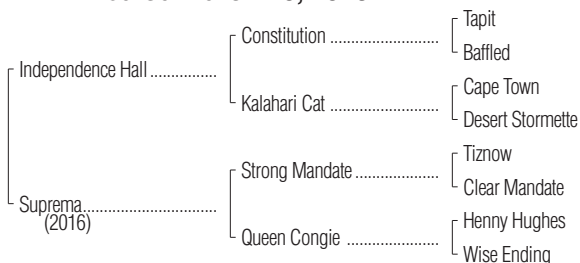 Tapit
Constitution ..............................
Baffled
Independence Hall ................
Cape Town
Kalahari Cat ..............................
Desert Stormette
Tiznow
Strong Mandate .......................
Clear Mandate
Suprema.................................
(2016)
Henny Hughes
Queen Congie .........................
Wise Ending